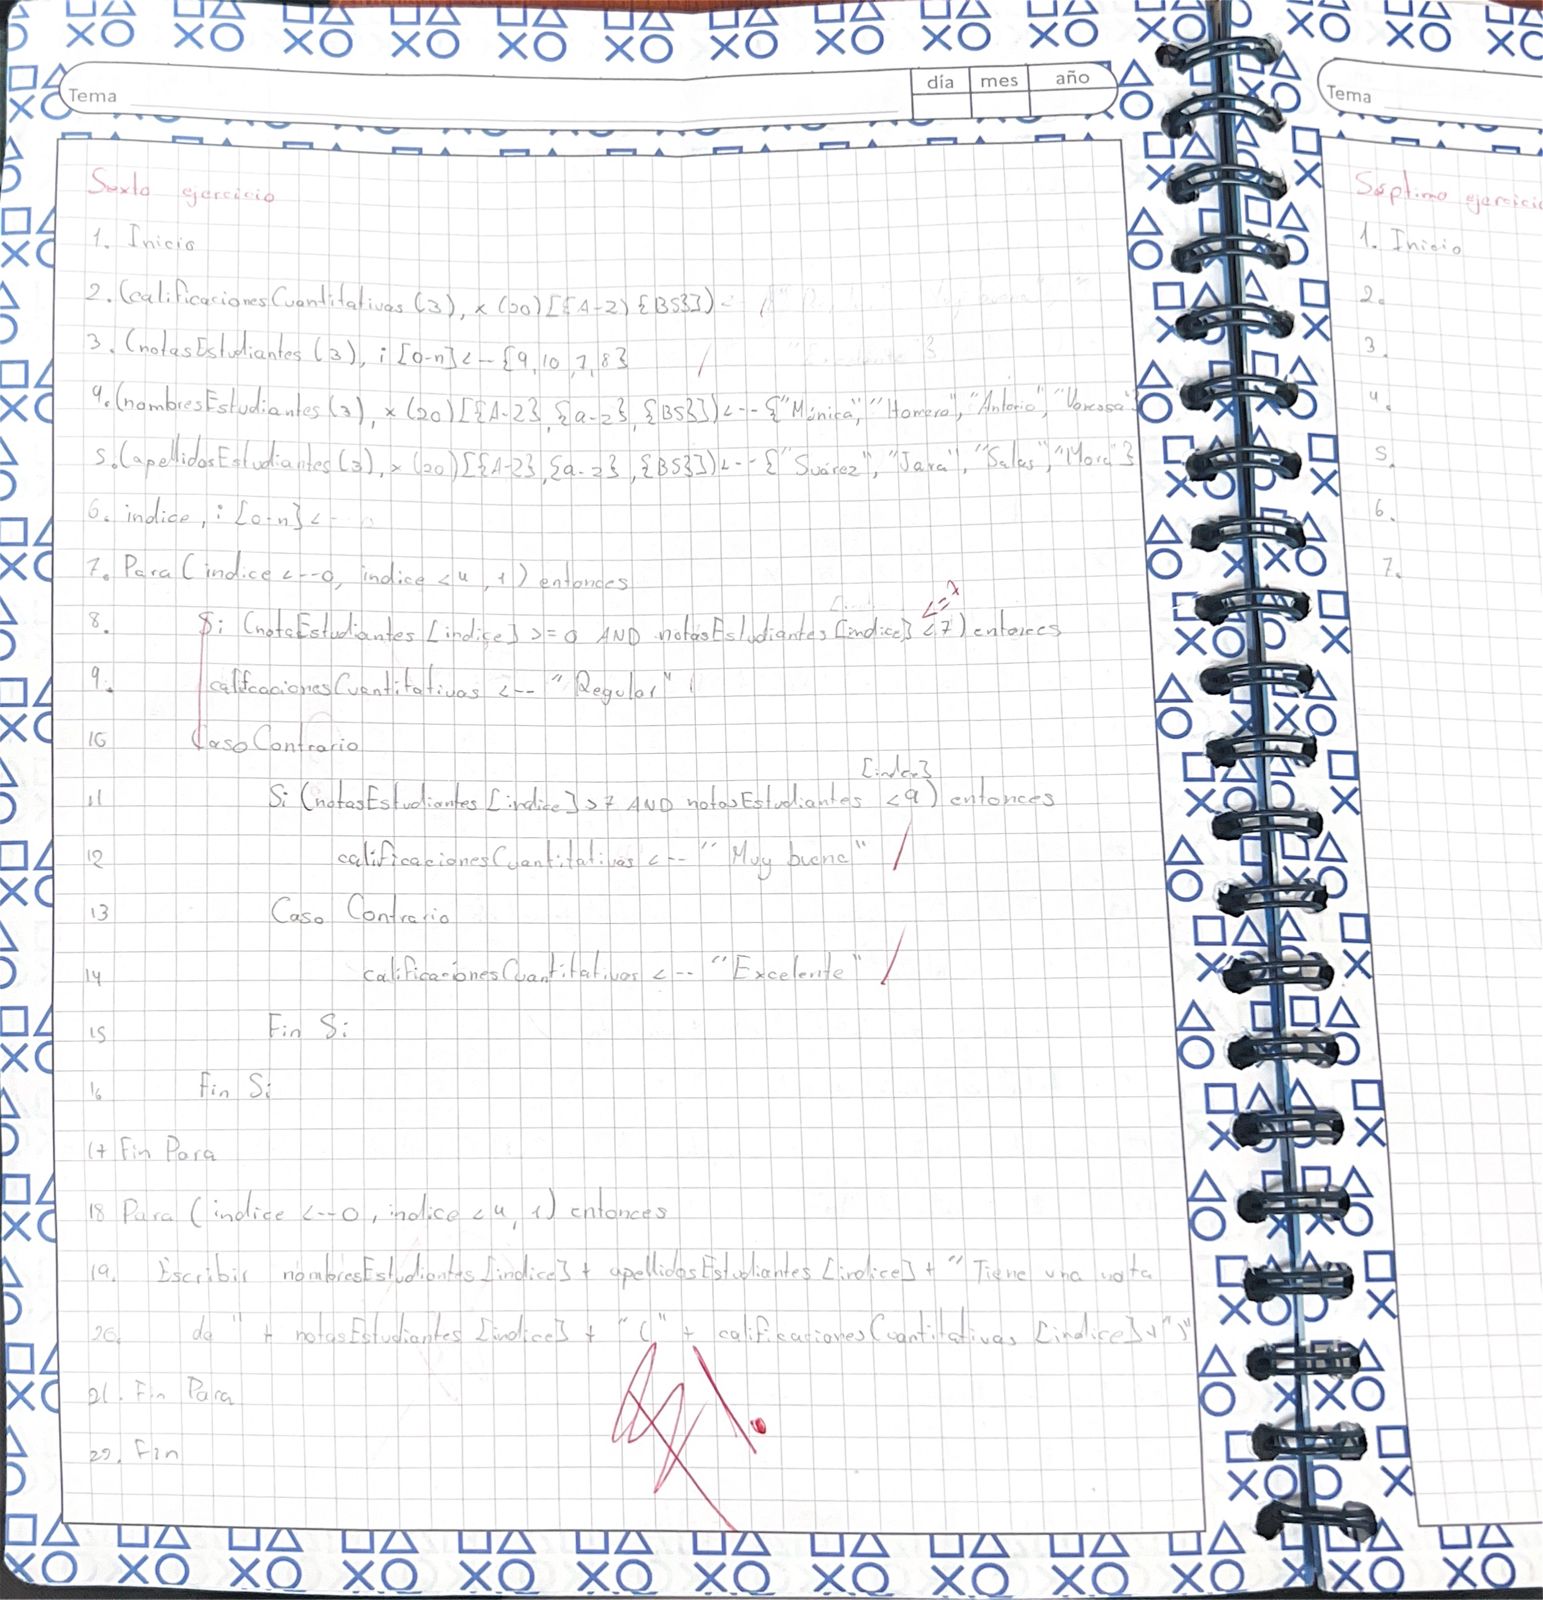 Tema
día mes año
Sexto ejercicio
1. Inicio
2. (calificacionesCuantitativas (3), x (20) [{A-Z} {BS}]) <
3. (notasEstudiantes (3), i [0-n] <-- {9, 10, 7, 8}
4. (nombresEstudiantes (3), x (20) [{A-Z}, {a-z}, {BS}]) <-- {"Mónica", "Homero", "Antonio", "Vanessa"
5. (apellidosEstudiantes (3), x (20) [{A-Z}, {a-z}, {BS}]) <-- {"Suárez", "Jara", "Salas", "Mora"}
6. indice, i [0-n] <-
7. Para (indice <--0, indice <4, 1) entonces
<=
8. Si (notasEstudiantes [indice] >= 0 AND notasEstudiantes [indice] <7) entonces
9. calificacionesCuantitativas <-- "Regular"
10 Caso Contrario
[index]
11 Si (notasEstudiantes [indice] >7 AND notasEstudiantes <9) entonces
12 calificacionesCuantitativas <-- "Muy bueno"
13 Caso Contrario
14 calificacionesCuantitativas <-- "Excelente"
15 Fin Si
16 Fin Si
17 Fin Para
18 Para (indice <--0, indice <4, 1) entonces
19. Escribir nombresEstudiantes [indice] + apellidosEstudiantes [indice] + "Tiene una nota
20. de " + notasEstudiantes [indice] + "(" + calificacionesCuantitativas [indice] + ")"
21. Fin Para
22. Fin
Tema
Séptimo ejercicio
1. Inicio
2.
3.
4.
5.
6.
7.